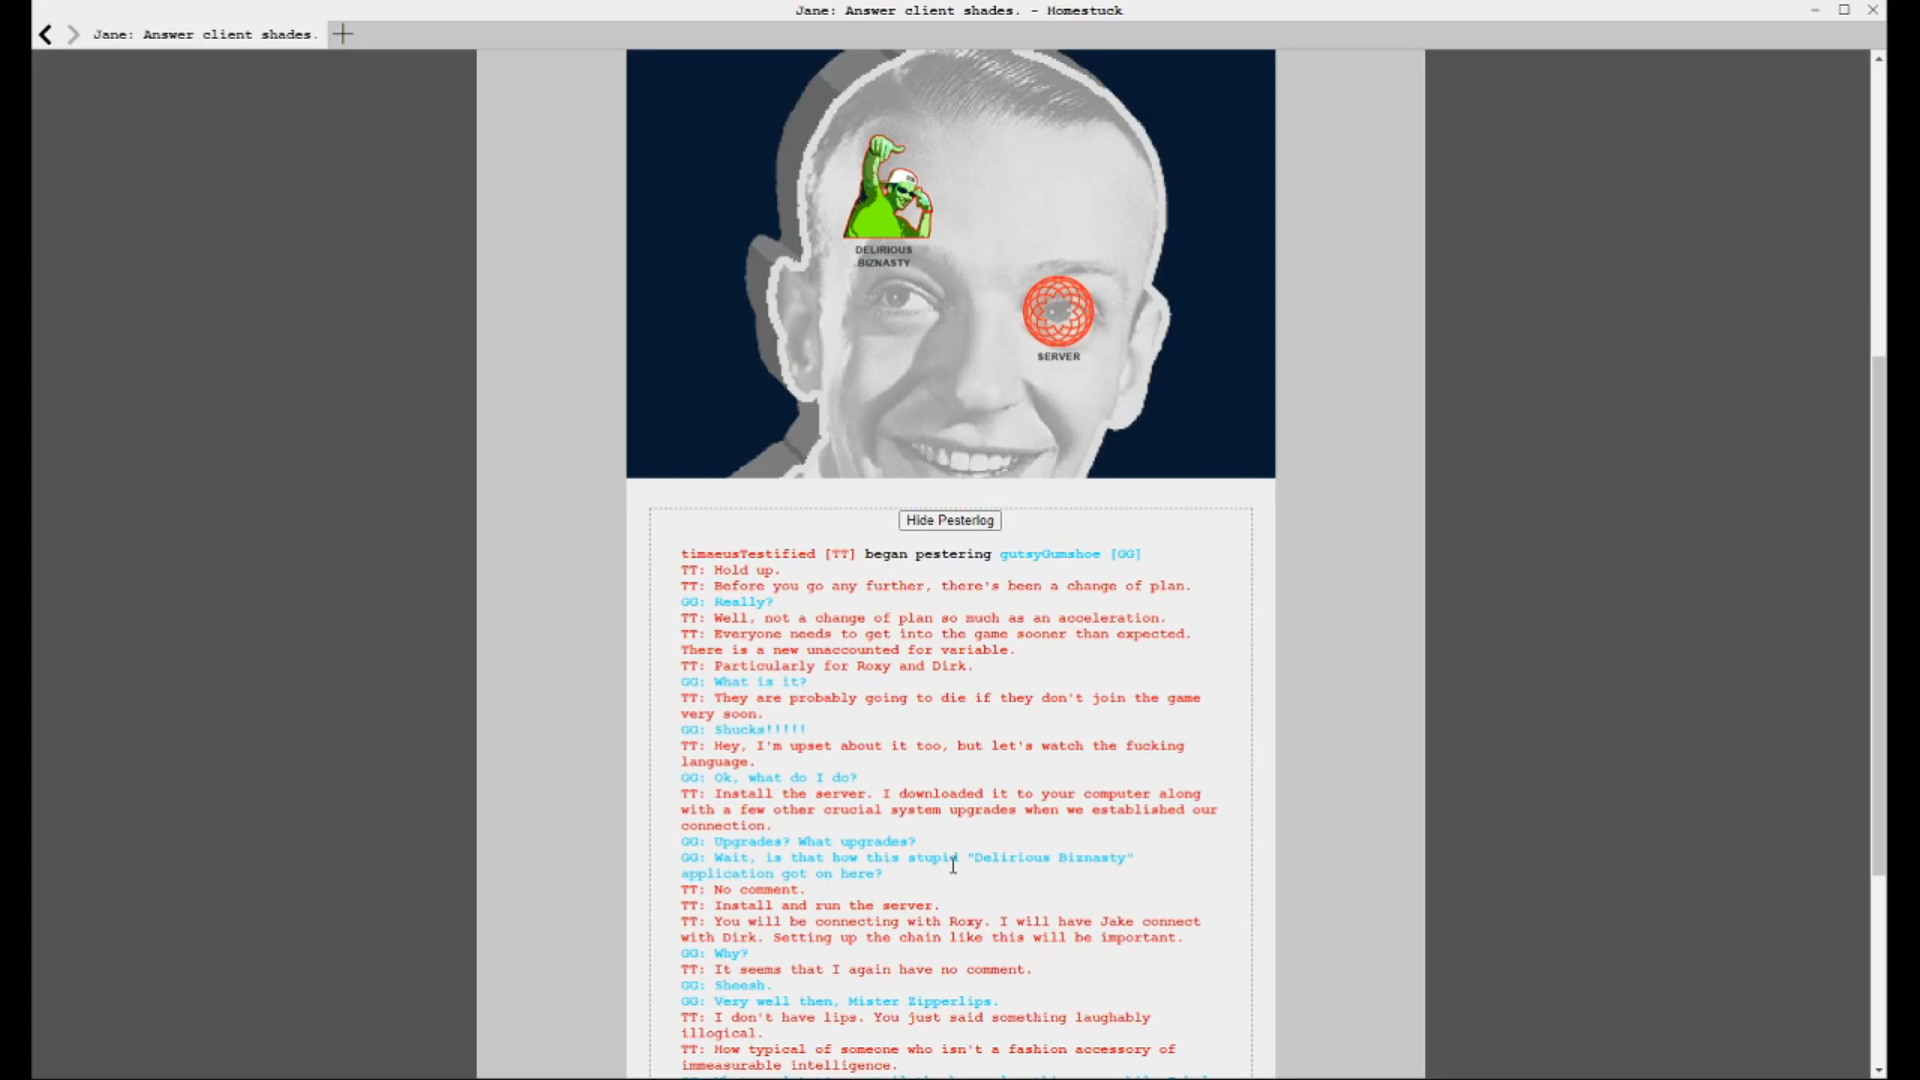 Jane: Answer client shades. - Homestuck
Jane: Answer client shades.
DELIRIOUS
BIZNASTY
SERVER
Hide Pesterlog
timaeusTestified [TT] began pestering gutsyGumshoe [GG]
TT: Hold up.
TT: Before you go any further, there's been a change of plan.
GG: Really?
TT: Well, not a change of plan so much as an acceleration.
TT: Everyone needs to get into the game sooner than expected.
There is a new unaccounted for variable.
TT: Particularly for Roxy and Dirk.
GG: What is it?
TT: They are probably going to die if they don't join the game
very soon.
GG: Shucks!!!!!
TT: Hey, I'm upset about it too, but let's watch the fucking
language.
GG: Ok, what do I do?
TT: Install the server. I downloaded it to your computer along
with a few other crucial system upgrades when we established our
connection.
GG: Upgrades? What upgrades?
GG: Wait, is that how this stupid "Delirious Biznasty"
application got on here?
TT: No comment.
TT: Install and run the server.
TT: You will be connecting with Roxy. I will have Jake connect
with Dirk. Setting up the chain like this will be important.
GG: Why?
TT: It seems that I again have no comment.
GG: Sheesh.
GG: Very well then, Mister Zipperlips.
TT: I don't have lips. You just said something laughably
illogical.
TT: How typical of someone who isn't a fashion accessory of
immeasurable intelligence.